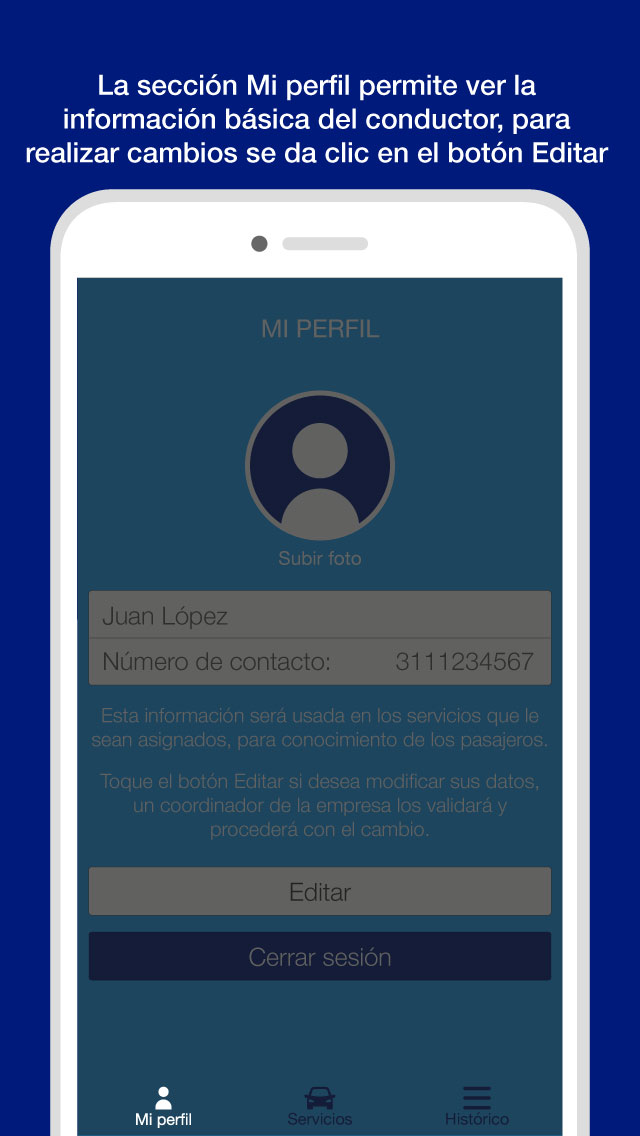 La sección Mi perfil permite ver la
información básica del conductor, para
realizar cambios se da clic en el botón Editar
MI PERFIL
Subir foto
Juan López
Número de contacto: 3111234567
Esta información será usada en los servicios que le
sean asignados, para conocimiento de los pasajeros.
Toque el botón Editar si desea modificar sus datos,
un coordinador de la empresa los validará y
procederá con el cambio.
Editar
Cerrar sesión
Mi perfil Servicios Histórico